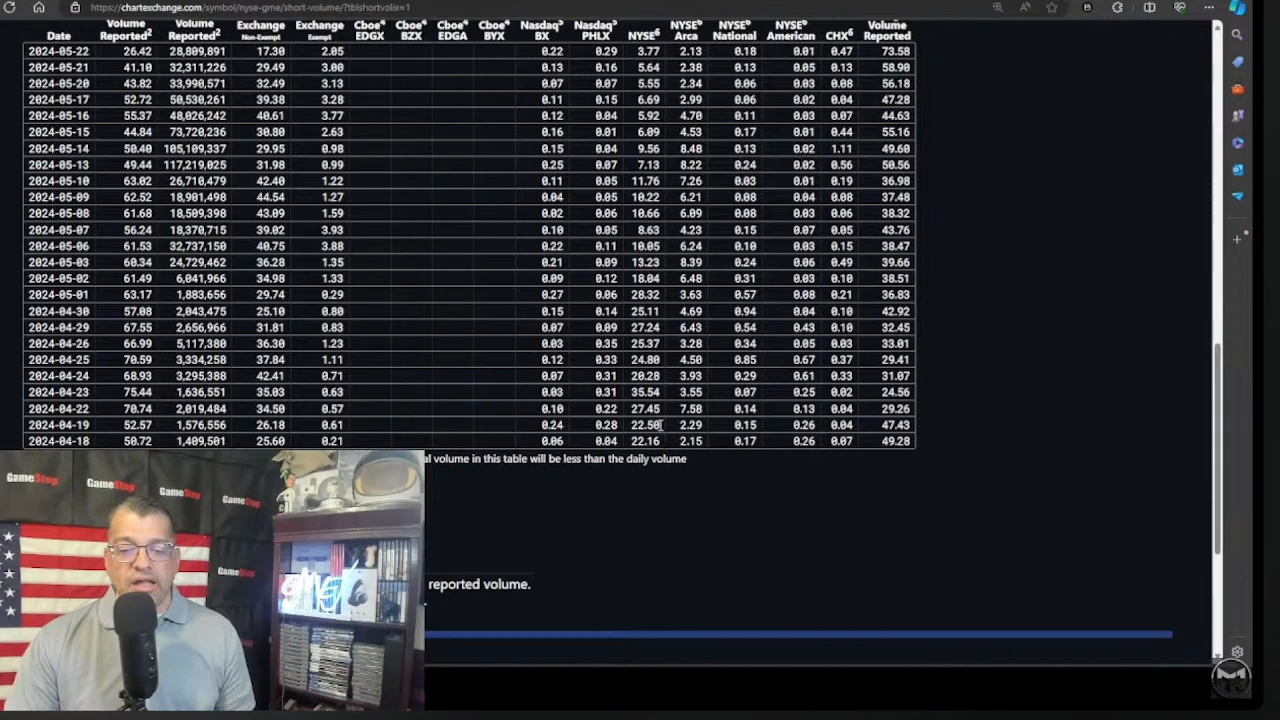 https://chartexchange.com/symbol/nyse-gme/short-volume/?tblshortvolix=1
Date Volume Reported² Volume Reported² Exchange Non-Exempt Exchange Exempt Cboe⁴ EDGX Cboe⁴ BZX Cboe⁴ EDGA Cboe⁴ BYX Nasdaq⁵ BX Nasdaq⁵ PHLX NYSE⁶ NYSE⁶ Arca NYSE⁶ National NYSE⁶ American CHX⁶ Volume Reported
2024-05-22 26.42 28,809,891 17.30 2.05 0.22 0.29 3.77 2.13 0.18 0.01 0.47 73.58
2024-05-21 41.10 32,311,226 29.49 3.00 0.13 0.16 5.64 2.38 0.13 0.05 0.13 58.90
2024-05-20 43.82 33,990,571 32.49 3.13 0.07 0.07 5.55 2.34 0.06 0.03 0.08 56.18
2024-05-17 52.72 50,530,261 39.38 3.28 0.11 0.15 6.69 2.99 0.06 0.02 0.04 47.28
2024-05-16 55.37 48,026,242 40.61 3.77 0.12 0.04 5.92 4.70 0.11 0.03 0.07 44.63
2024-05-15 44.84 73,720,236 30.80 2.63 0.16 0.01 6.09 4.53 0.17 0.01 0.44 55.16
2024-05-14 50.40 105,109,337 29.95 0.98 0.15 0.04 9.56 8.48 0.13 0.02 1.11 49.60
2024-05-13 49.44 117,219,025 31.98 0.99 0.25 0.07 7.13 8.22 0.24 0.02 0.56 50.56
2024-05-10 63.02 26,710,479 42.40 1.22 0.11 0.05 11.76 7.26 0.03 0.01 0.19 36.98
2024-05-09 62.52 18,901,498 44.54 1.27 0.04 0.05 10.22 6.21 0.08 0.04 0.08 37.48
2024-05-08 61.68 18,509,398 43.09 1.59 0.02 0.06 10.66 6.09 0.08 0.03 0.06 38.32
2024-05-07 56.24 18,370,715 39.02 3.93 0.10 0.05 8.63 4.23 0.15 0.07 0.05 43.76
2024-05-06 61.53 32,737,150 40.75 3.88 0.22 0.11 10.05 6.24 0.10 0.03 0.15 38.47
2024-05-03 60.34 24,729,462 36.28 1.35 0.21 0.09 13.23 8.39 0.24 0.06 0.49 39.66
2024-05-02 61.49 6,041,966 34.98 1.33 0.09 0.12 18.04 6.48 0.31 0.03 0.10 38.51
2024-05-01 63.17 1,883,656 29.74 0.29 0.27 0.06 28.32 3.63 0.57 0.08 0.21 36.83
2024-04-30 57.08 2,043,475 25.10 0.80 0.15 0.14 25.11 4.69 0.94 0.04 0.10 42.92
2024-04-29 67.55 2,656,966 31.81 0.83 0.07 0.09 27.24 6.43 0.54 0.43 0.10 32.45
2024-04-26 66.99 5,117,380 36.30 1.23 0.03 0.35 25.37 3.28 0.34 0.05 0.03 33.01
2024-04-25 70.59 3,334,258 37.84 1.11 0.12 0.33 24.80 4.50 0.85 0.67 0.37 29.41
2024-04-24 68.93 3,295,388 42.41 0.71 0.07 0.31 20.28 3.93 0.29 0.61 0.33 31.07
2024-04-23 75.44 1,636,551 35.03 0.63 0.03 0.31 35.54 3.55 0.07 0.25 0.02 24.56
2024-04-22 70.74 2,019,484 34.50 0.57 0.10 0.22 27.45 7.58 0.14 0.13 0.04 29.26
2024-04-19 52.57 1,576,556 26.18 0.61 0.24 0.28 22.50 2.29 0.15 0.26 0.04 47.43
2024-04-18 50.72 1,409,501 25.60 0.21 0.06 0.04 22.16 2.15 0.17 0.26 0.07 49.28
volume in this table will be less than the daily volume
GameStop GameStop GameStop GameStop
GameStop
reported volume.